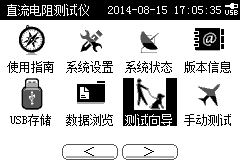 直流电阻测试仪 2014-08-15 17:05:35 USB
使用指南 系统设置 系统状态 版本信息
USB存储 数据浏览 测试向导 手动测试
< >